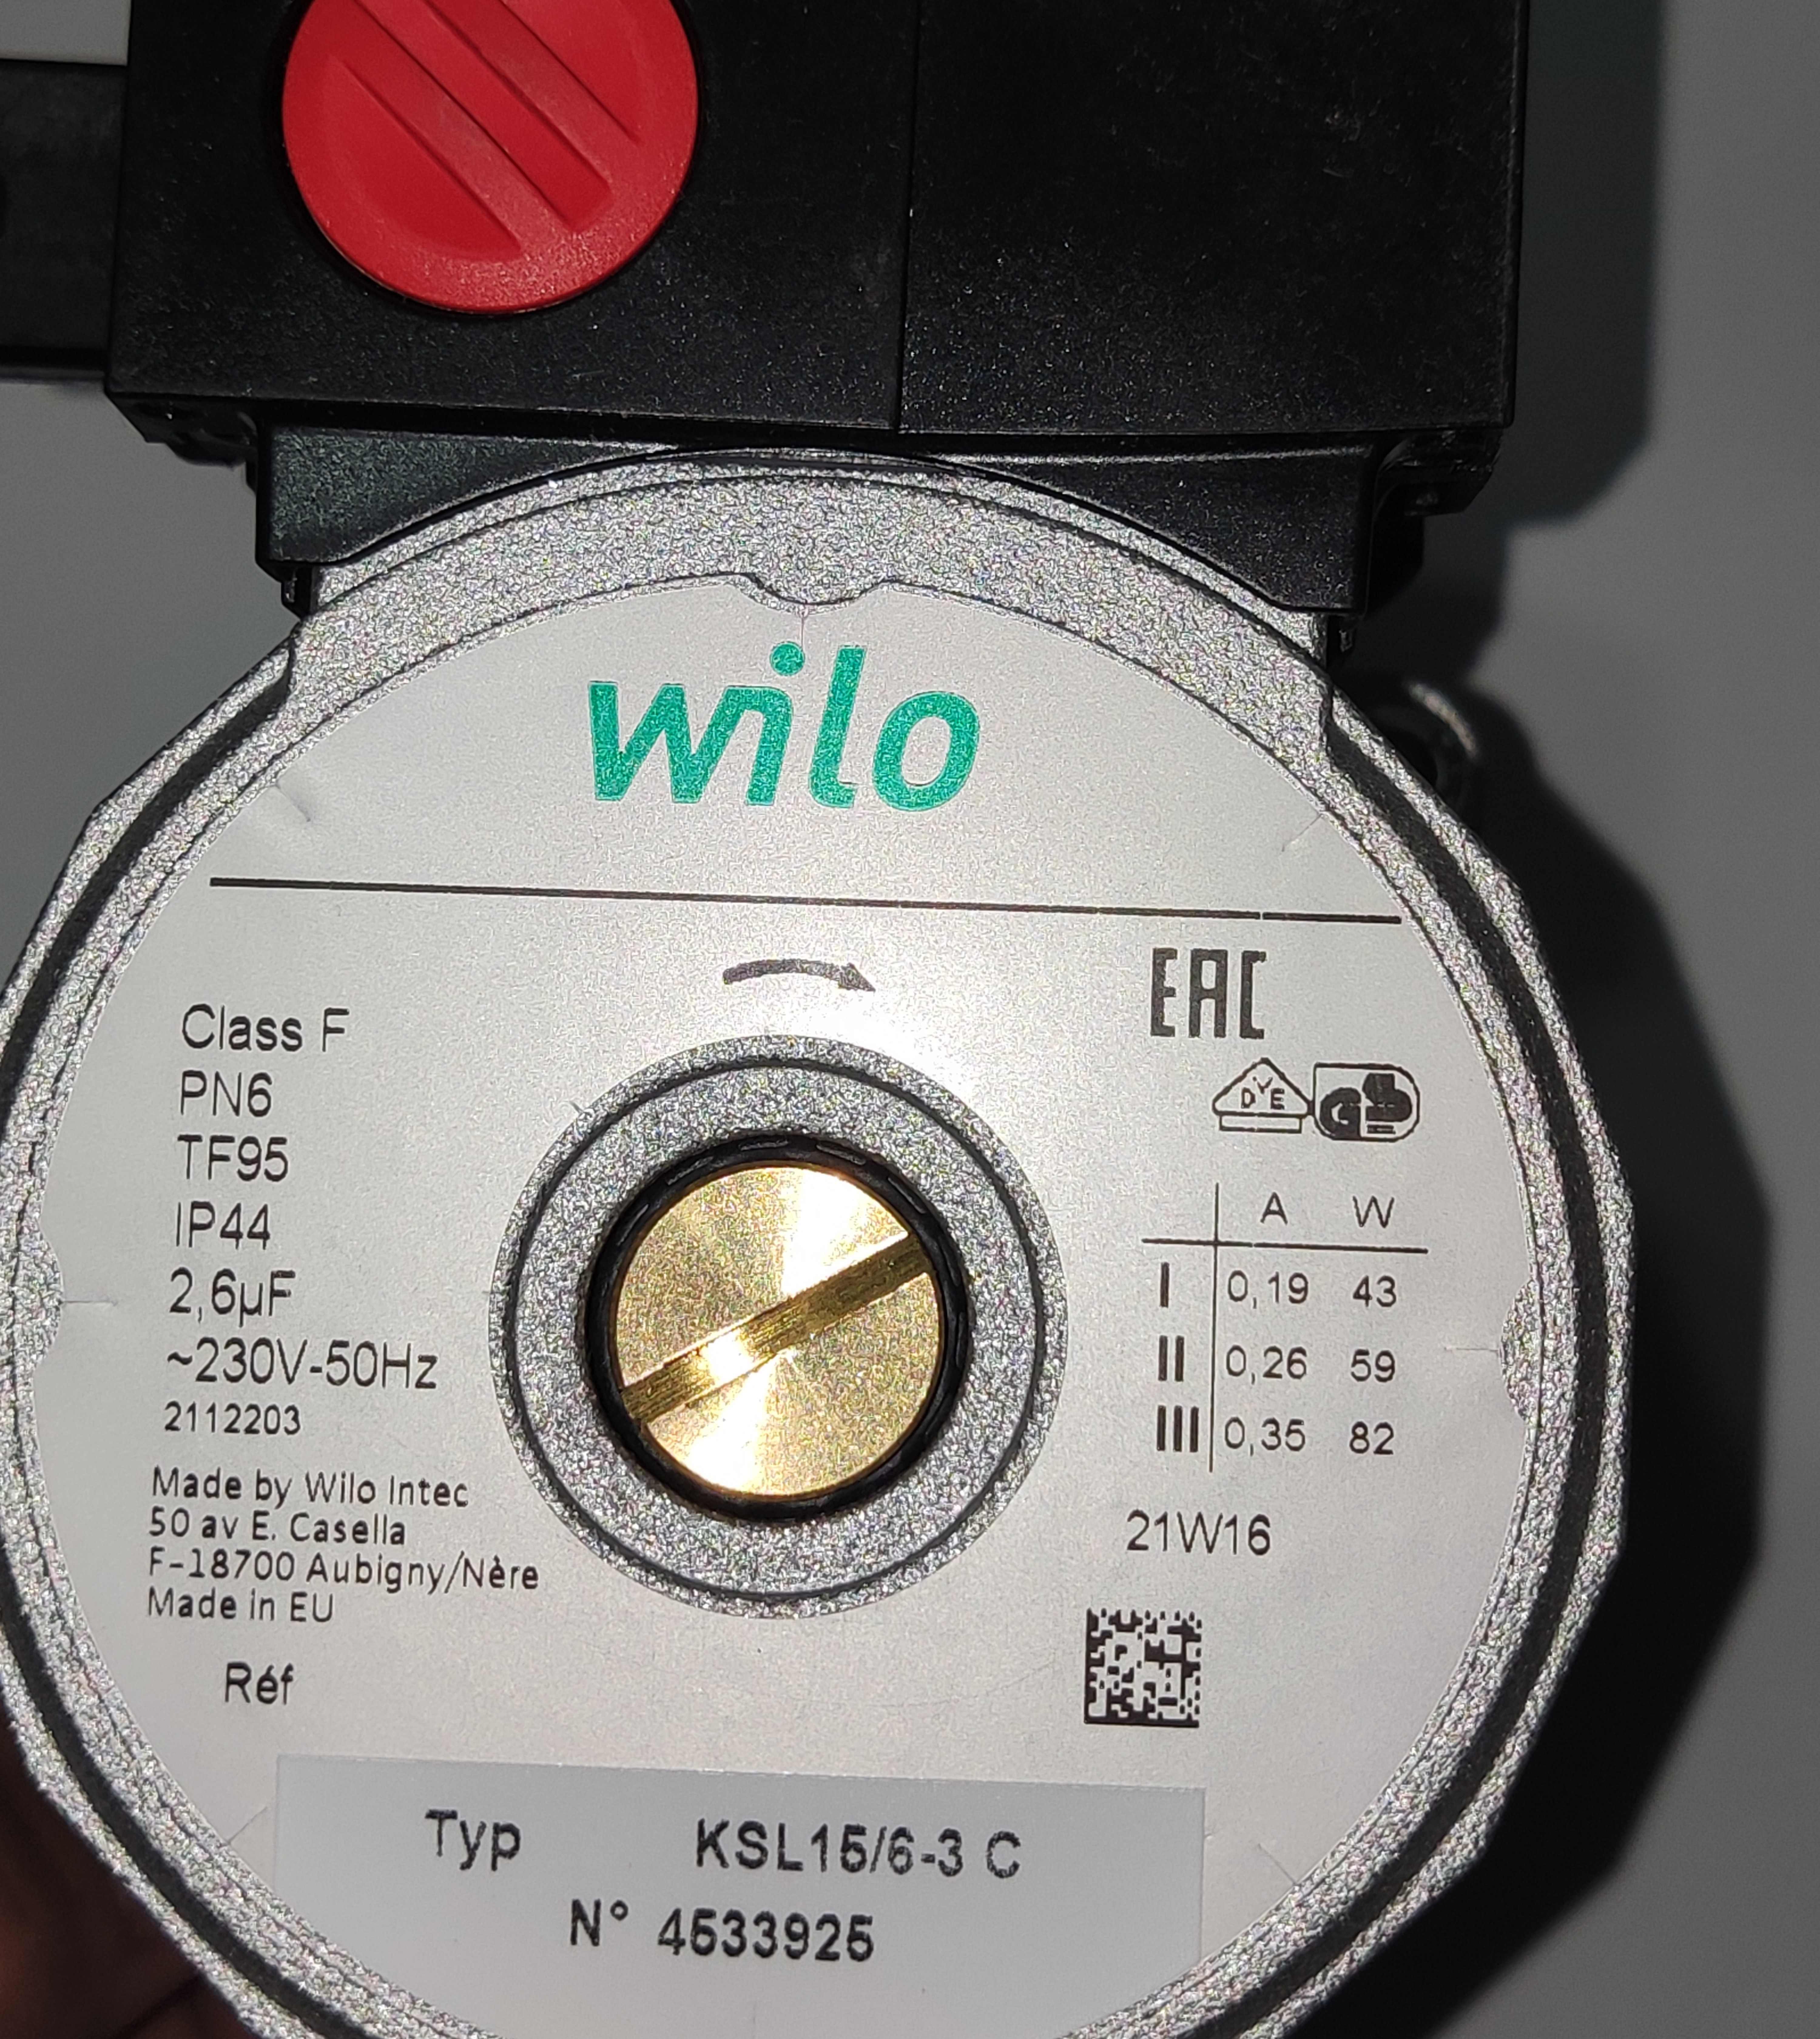 wilo
Class F
PN6
TF95
IP44
2,6µF
~230V-50Hz
2112203
Made by Wilo Intec
50 av E. Casella
F-18700 Aubigny/Nère
Made in EU
Réf
EAC
DVE
GS
A W
I 0,19 43
II 0,26 59
III 0,35 82
21W16
Typ KSL15/6-3 C
N° 4533925